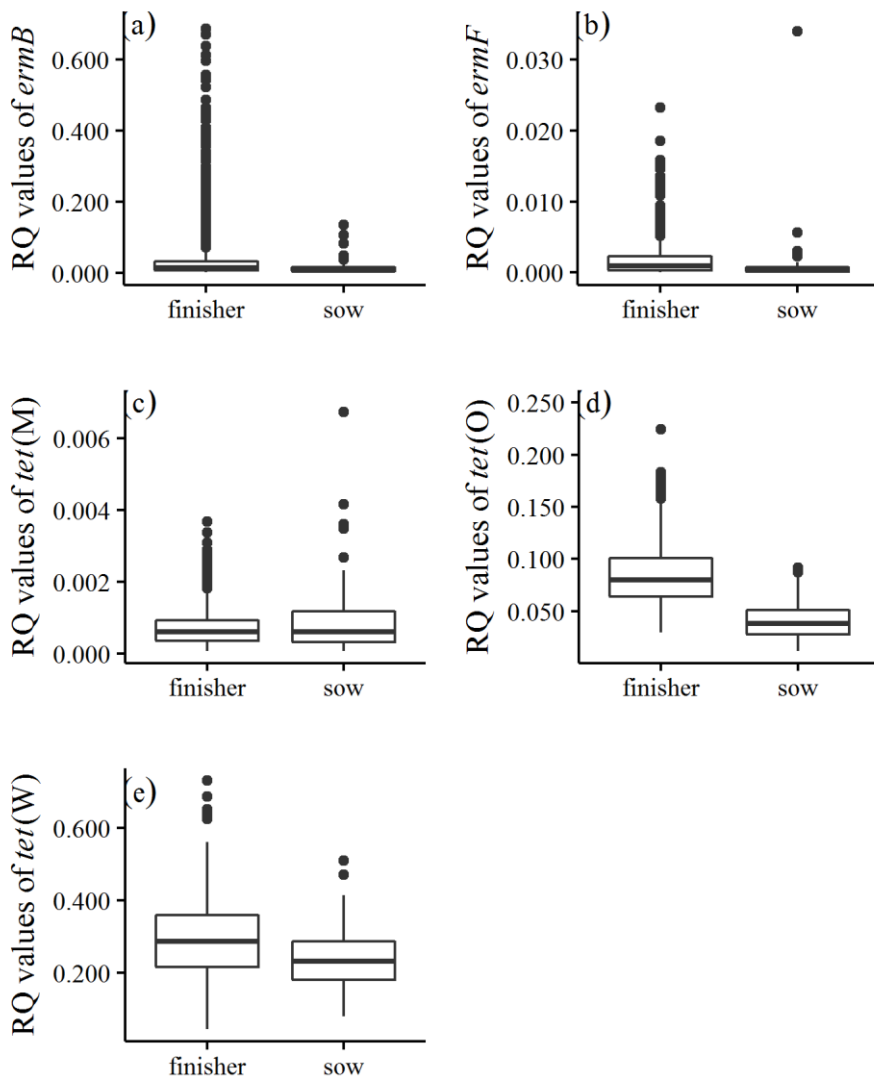 (a)
RQ values of ermB
0.600
0.400
0.200
0.000
finisher sow
(b)
RQ values of ermF
0.030
0.020
0.010
0.000
finisher sow
(c)
RQ values of tet(M)
0.006
0.004
0.002
0.000
finisher sow
(d)
RQ values of tet(O)
0.250
0.200
0.150
0.100
0.050
finisher sow
(e)
RQ values of tet(W)
0.600
0.400
0.200
finisher sow